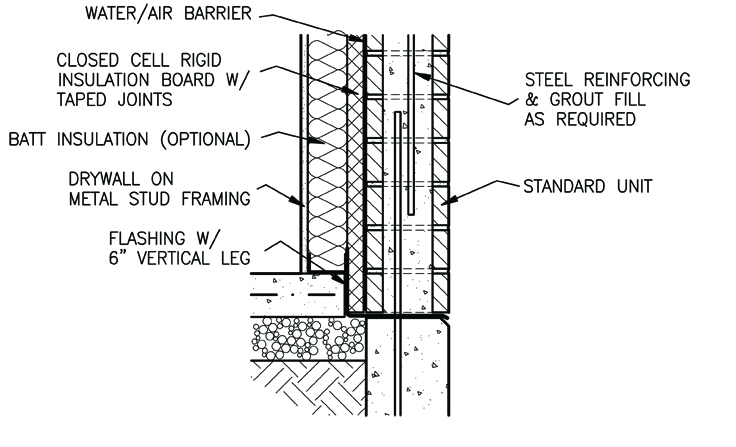 WATER/AIR BARRIER
CLOSED CELL RIGID
INSULATION BOARD W/
TAPED JOINTS
BATT INSULATION (OPTIONAL)
DRYWALL ON
METAL STUD FRAMING
FLASHING W/
6" VERTICAL LEG
STEEL REINFORCING
& GROUT FILL
AS REQUIRED
STANDARD UNIT